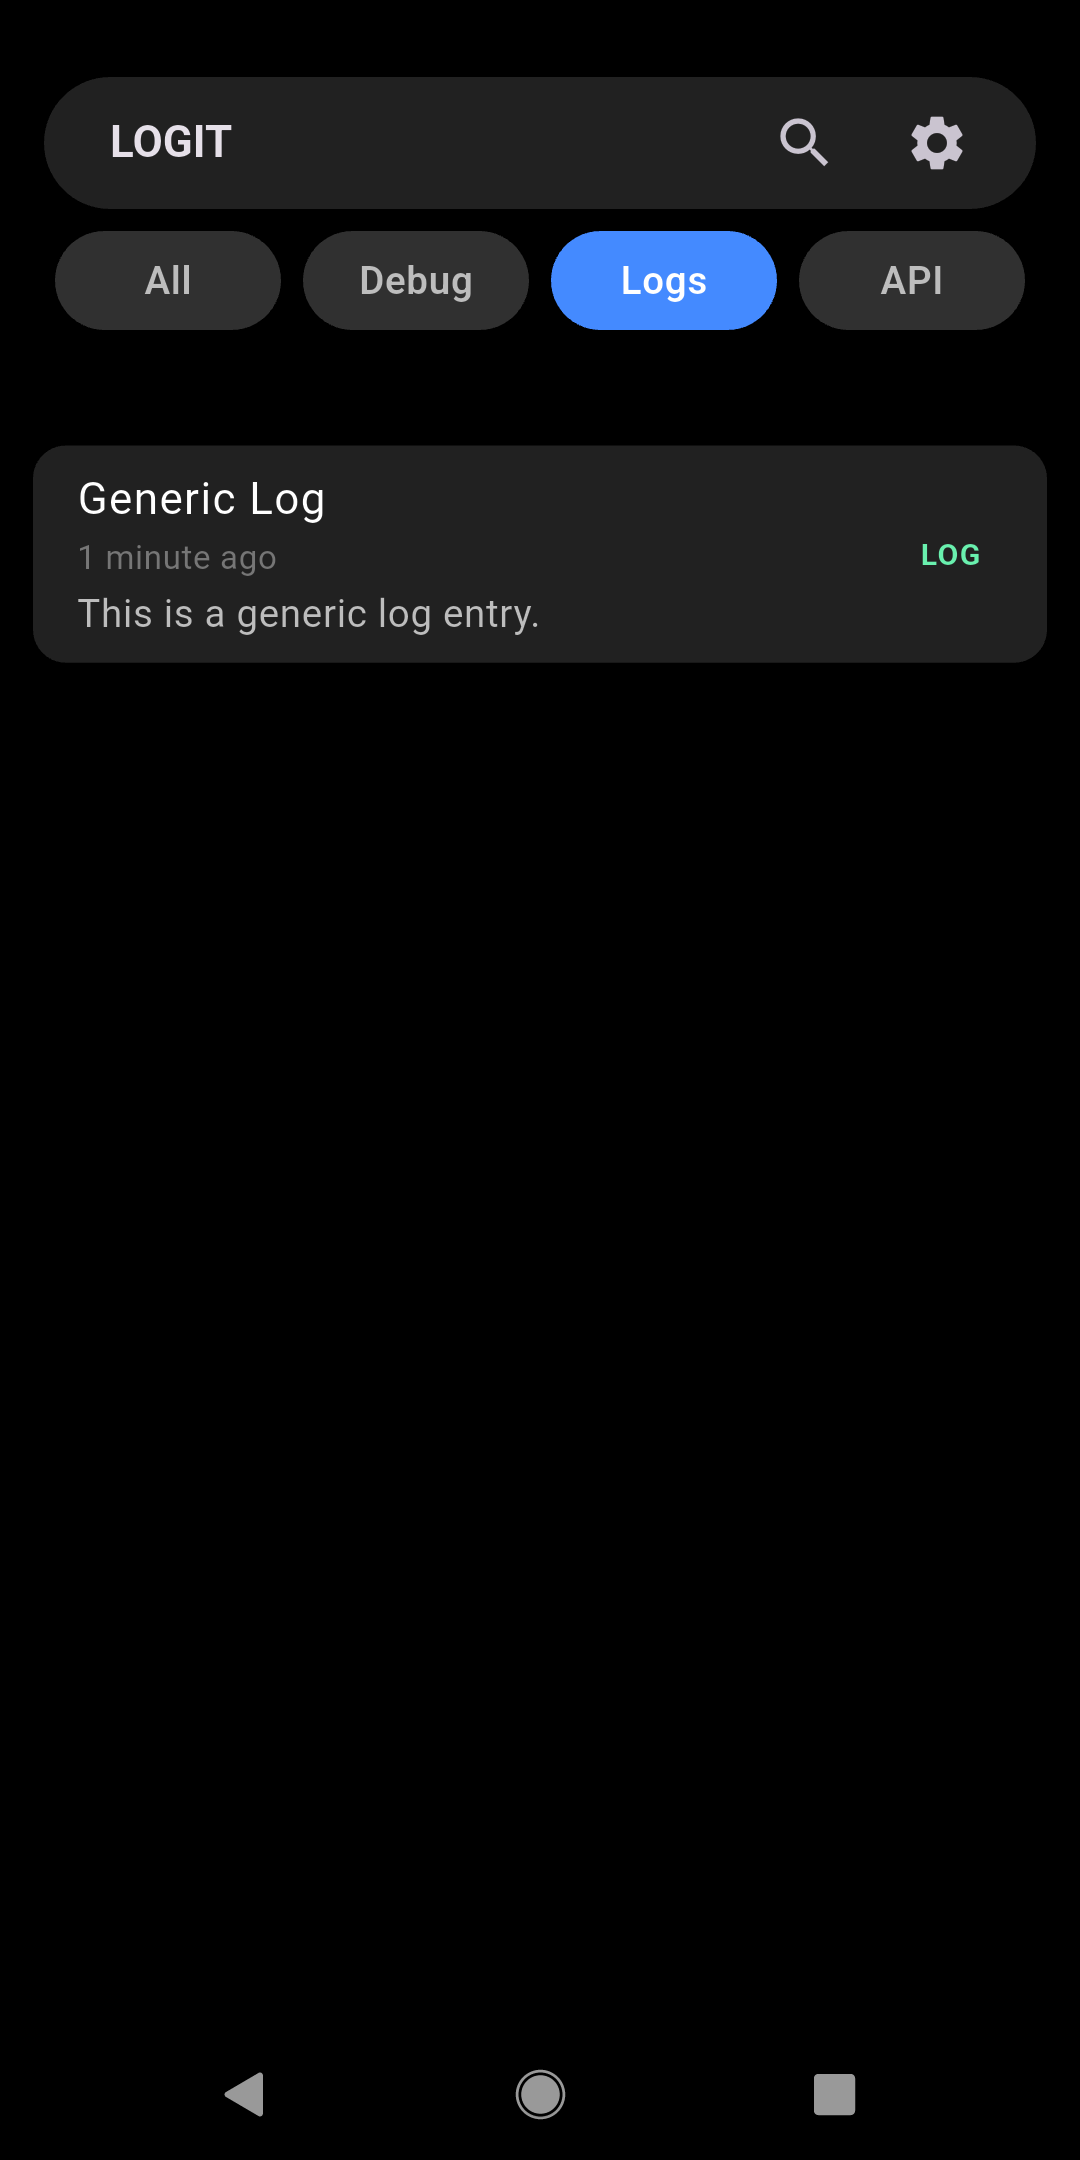 LOGIT
All Debug Logs API
Generic Log
1 minute ago
LOG
This is a generic log entry.